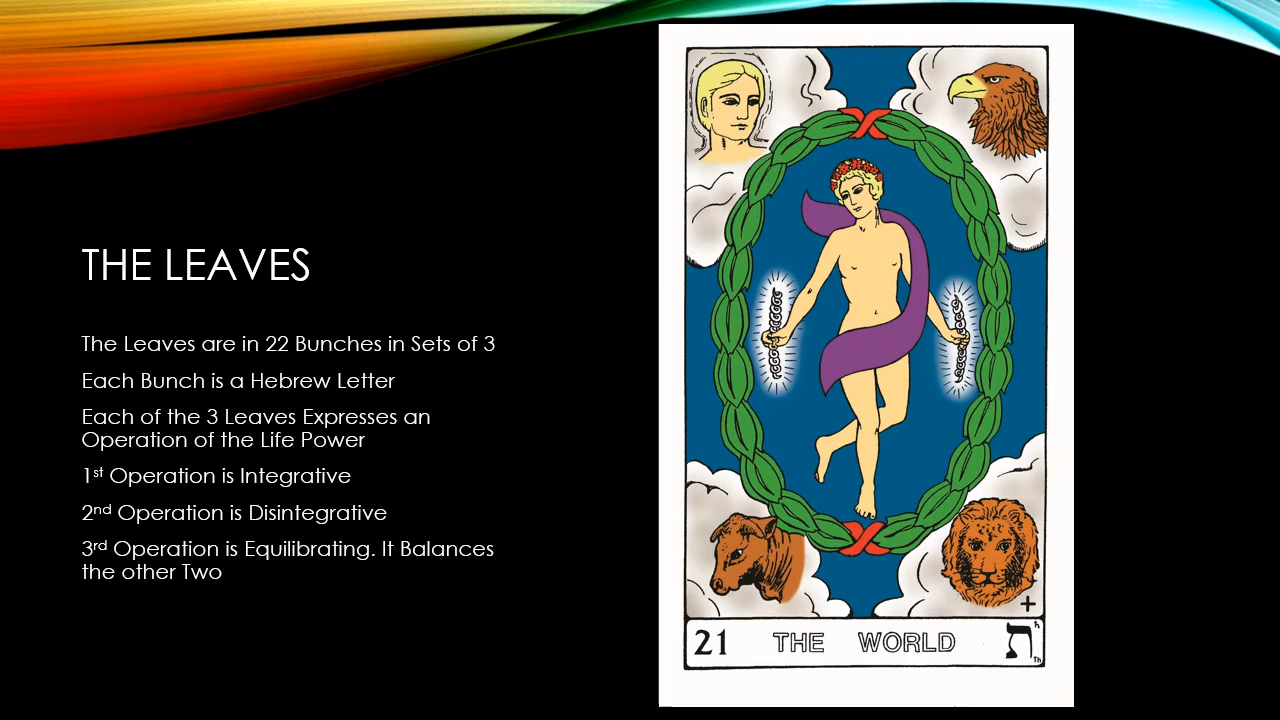 THE LEAVES
The Leaves are in 22 Bunches in Sets of 3
Each Bunch is a Hebrew Letter
Each of the 3 Leaves Expresses an
Operation of the Life Power
1st Operation is Integrative
2nd Operation is Disintegrative
3rd Operation is Equilibrating. It Balances
the other Two
21 THE WORLD ת ♄ Th